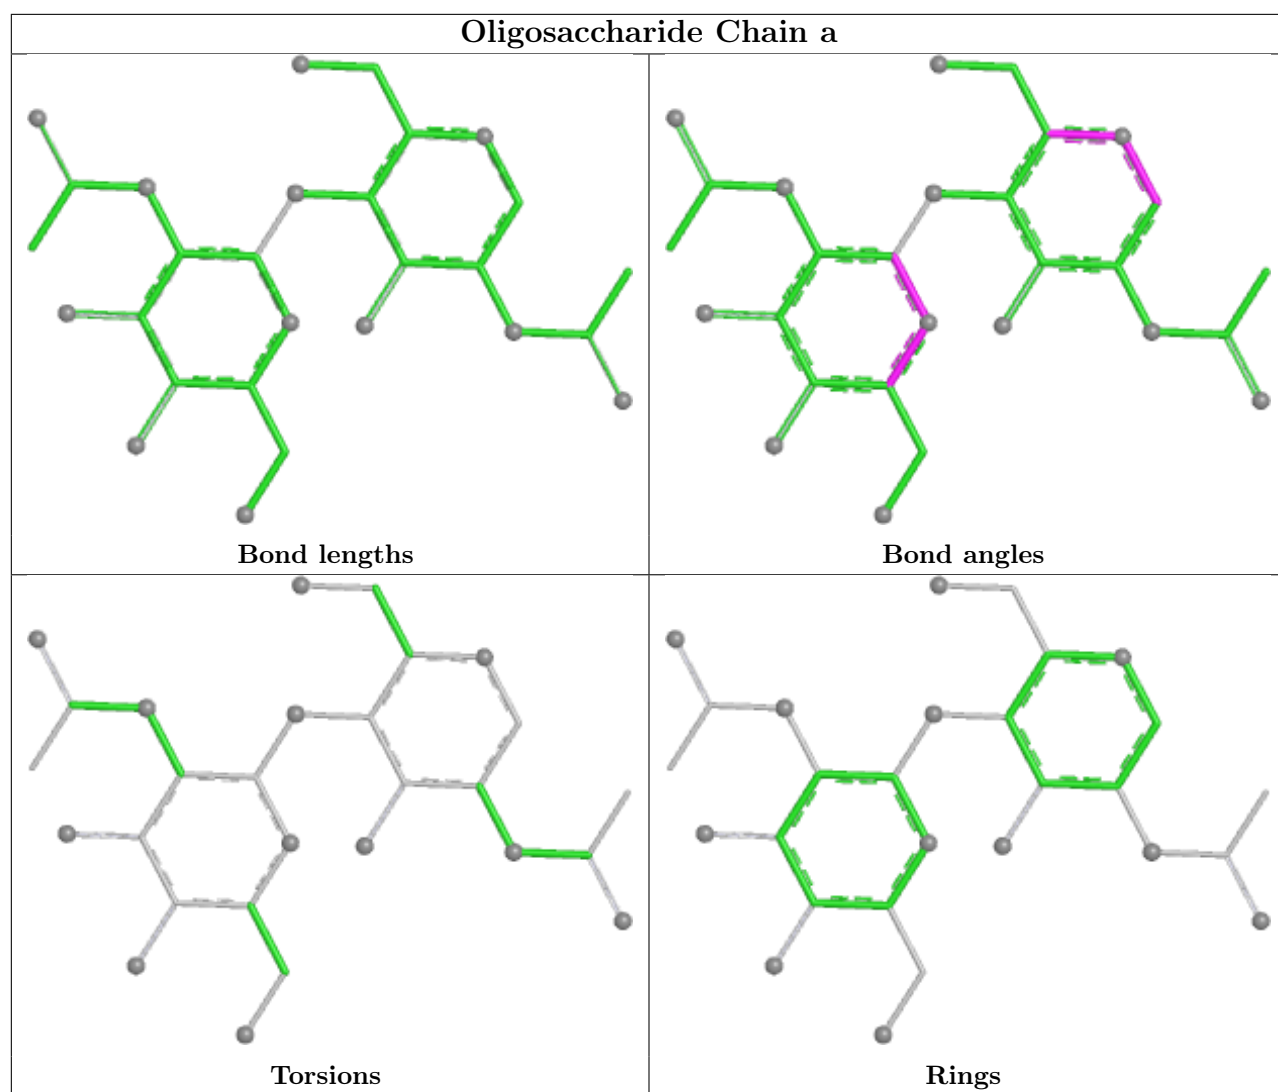 Oligosaccharide Chain a
Bond lengths
Bond angles
Torsions
Rings